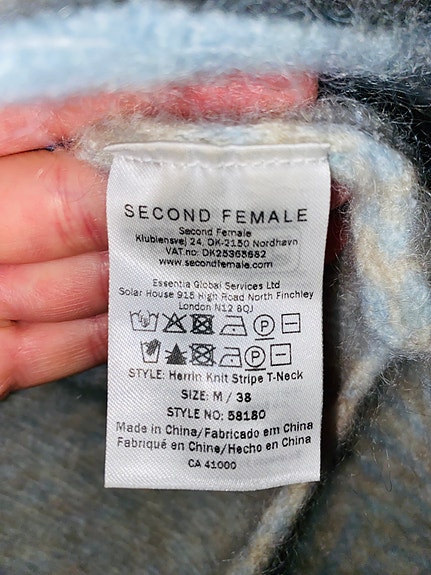 SECOND FEMALE
Second Female
Klubiensvej 24, DK-2150 Nordhavn
VAT.no: DK25365652
www.secondfemale.com
Essentia Global Services Ltd
Solar House 915 High Road North Finchley
London N12 8QJ
P
P
STYLE: Herrin Knit Stripe T-Neck
SIZE: M / 38
STYLE NO: 58180
Made in China/Fabricado em China
Fabriqué en Chine/Hecho en China
CA 41000